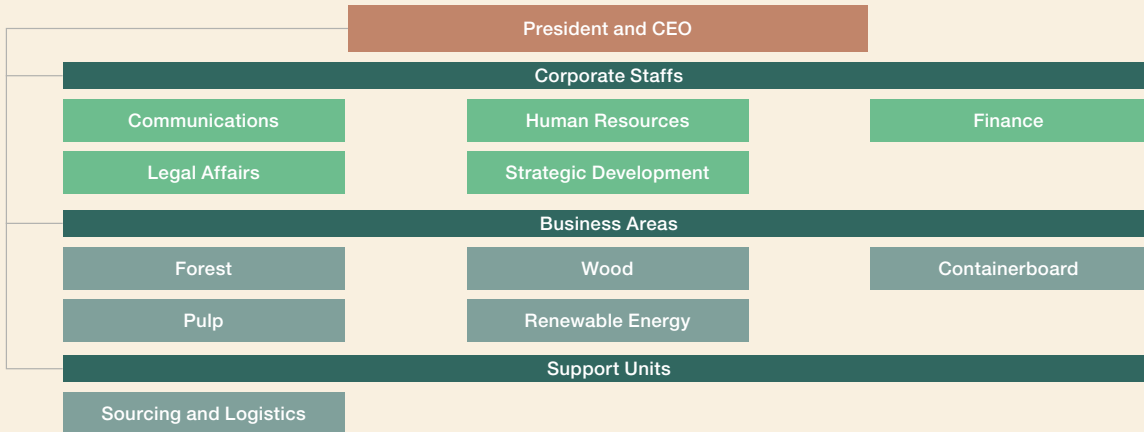 President and CEO
Corporate Staffs
Communications
Human Resources
Finance
Legal Affairs
Strategic Development
Business Areas
Forest
Wood
Containerboard
Pulp
Renewable Energy
Support Units
Sourcing and Logistics